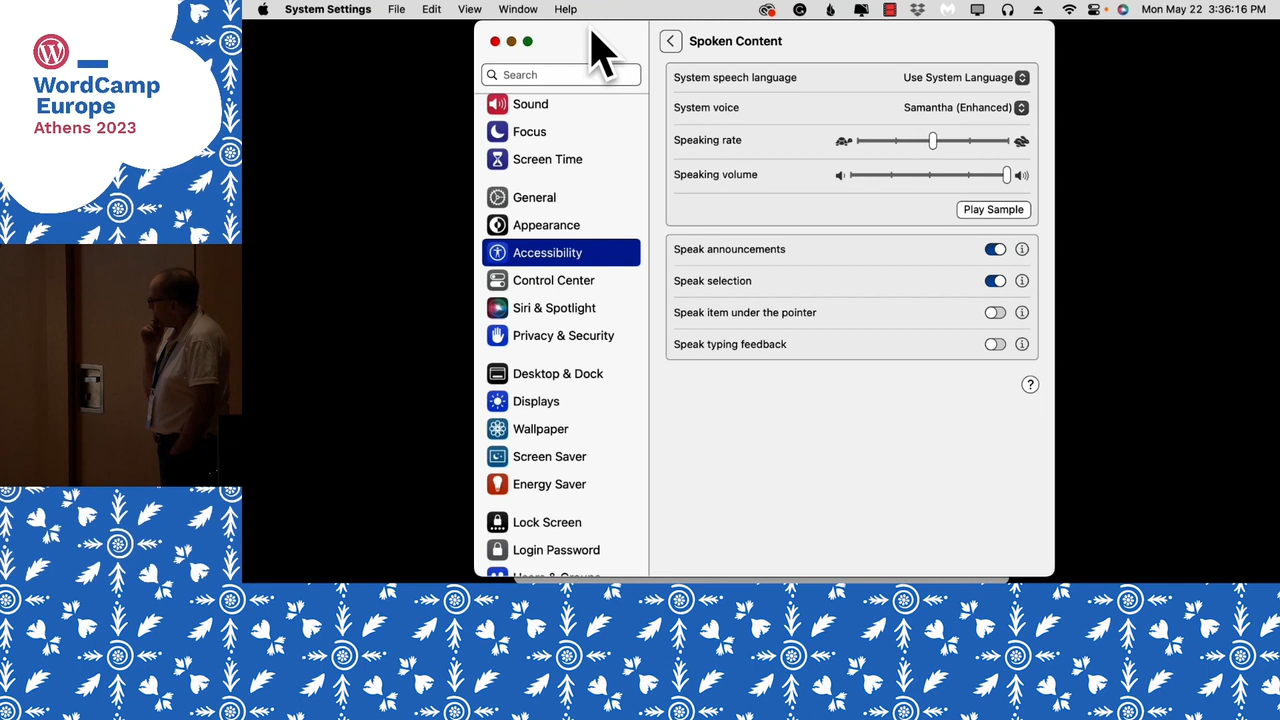 WordCamp
Europe
Athens 2023
System Settings File Edit View Window Help
Mon May 22 3:36:16 PM
Search
Sound
Focus
Screen Time
General
Appearance
Accessibility
Control Center
Siri & Spotlight
Privacy & Security
Desktop & Dock
Displays
Wallpaper
Screen Saver
Energy Saver
Lock Screen
Login Password
Users & Groups
Spoken Content
System speech language Use System Language
System voice Samantha (Enhanced)
Speaking rate
Speaking volume
Play Sample
Speak announcements
Speak selection
Speak item under the pointer
Speak typing feedback
?